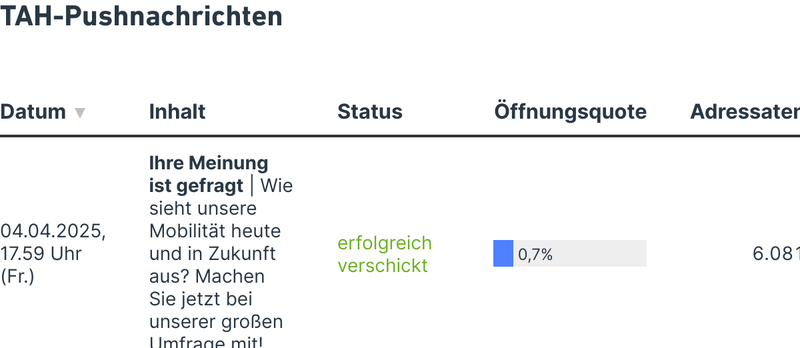 TAH-Pushnachrichten
Datum ▼ Inhalt Status Öffnungsquote Adressaten
Ihre Meinung
ist gefragt | Wie
sieht unsere
Mobilität heute
und in Zukunft
aus? Machen
Sie jetzt bei
unserer großen
Umfrage mit!
04.04.2025,
17.59 Uhr
(Fr.)
erfolgreich
verschickt
0,7%
6.081